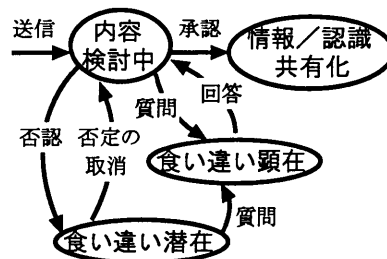 送信
内容
検討中
承認
情報／認識
共有化
質問
回答
否認
否定の
取消
食い違い顕在
質問
食い違い潜在